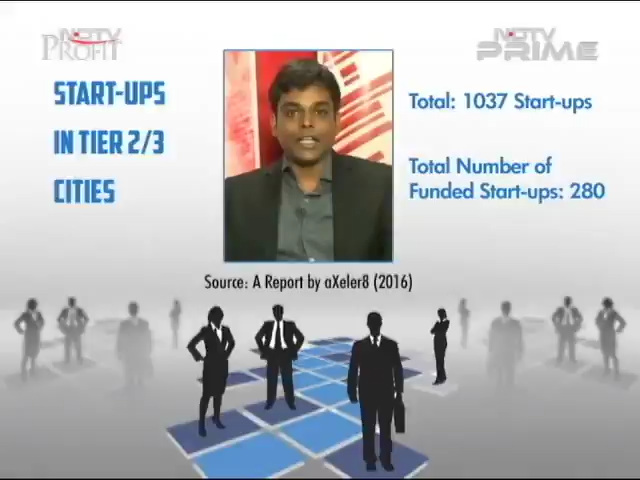 NDTV
PROFIT
NDTV
PRIME
START-UPS
IN TIER 2/3
CITIES
Total: 1037 Start-ups
Total Number of
Funded Start-ups: 280
Source: A Report by aXeler8 (2016)